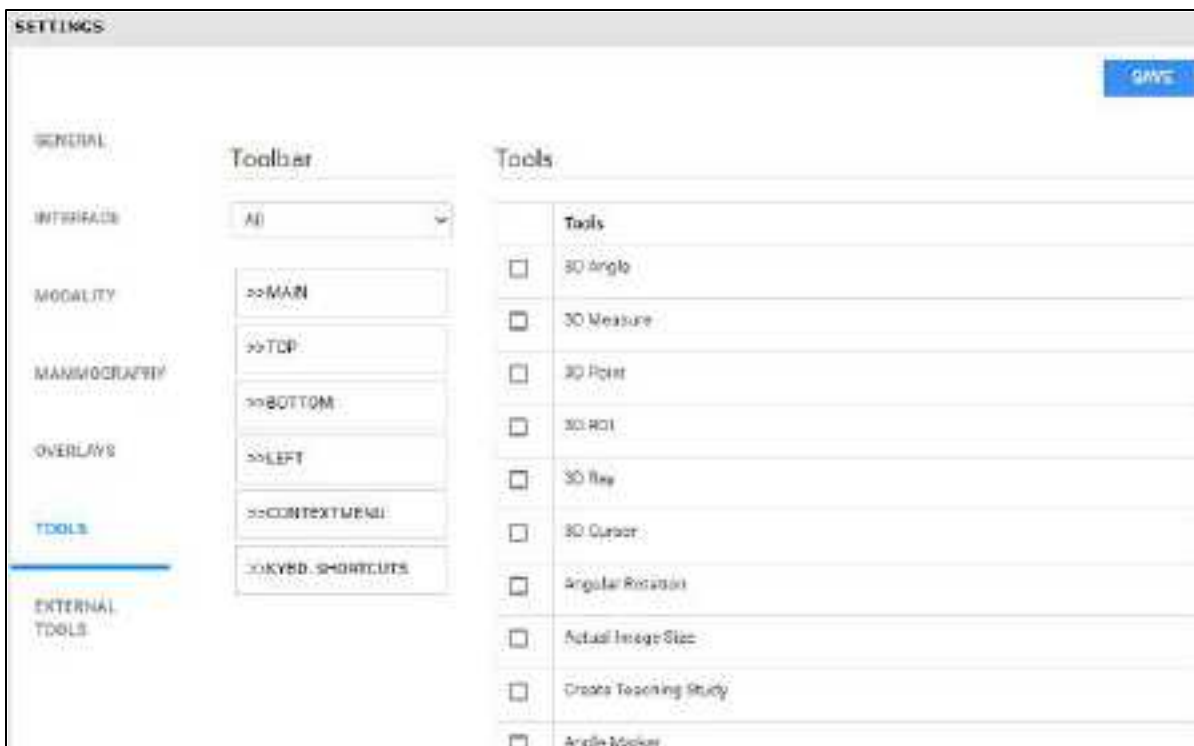 SETTINGS
SAVE
GENERAL
INTERFACE
MODALITY
MAMMOGRAPHY
OVERLAYS
TOOLS
EXTERNAL
TOOLS
Toolbar
All
>>MAIN
>>TOP
>>BOTTOM
>>LEFT
>>CONTEXTMENU
>>KYBD. SHORTCUTS
Tools
Tools
3D Angle
3D Measure
3D Point
3D ROI
3D Ray
3D Cursor
Angular Rotation
Actual Image Size
Create Teaching Study
Angle Marker